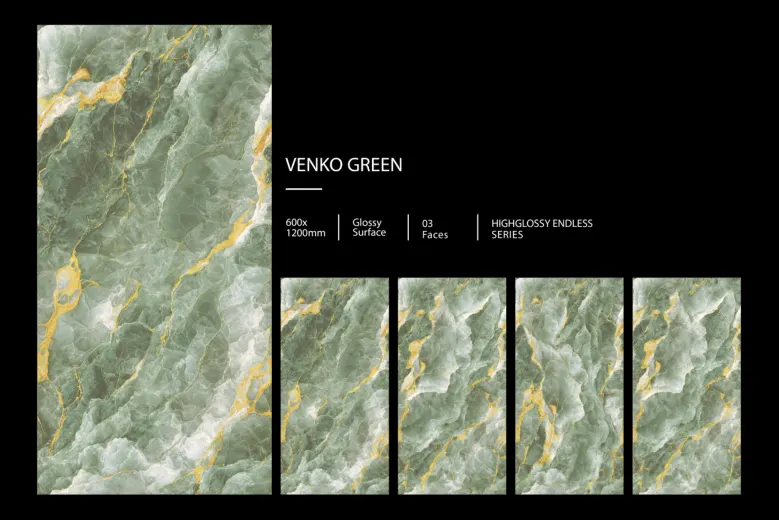 VENKO GREEN
600x
1200mm
Glossy
Surface
03
Faces
HIGHGLOSSY ENDLESS
SERIES